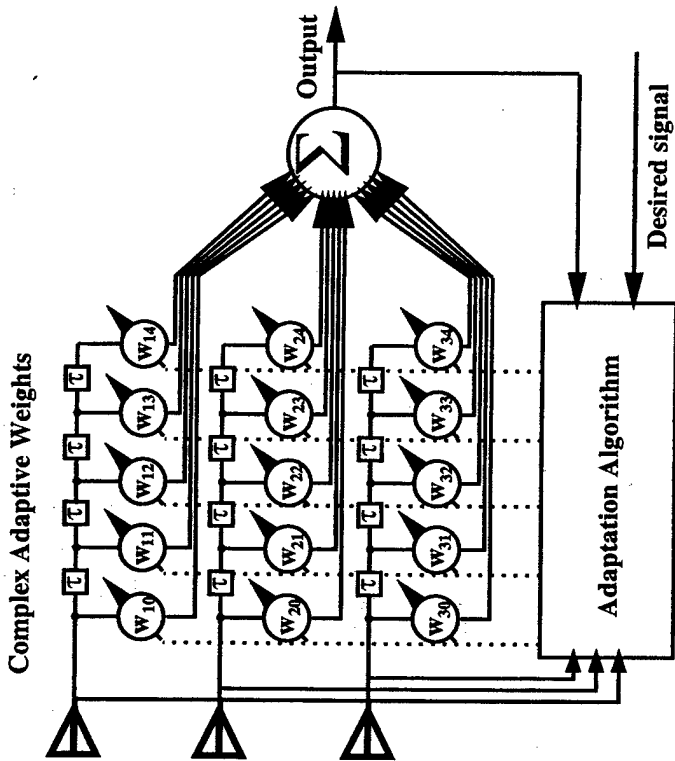 Complex Adaptive Weights
τ τ τ τ
W10 W11 W12 W13 W14
τ τ τ τ
W20 W21 W22 W23 W24
τ τ τ τ
W30 W31 W32 W33 W34
Σ
Output
Adaptation Algorithm
Desired signal